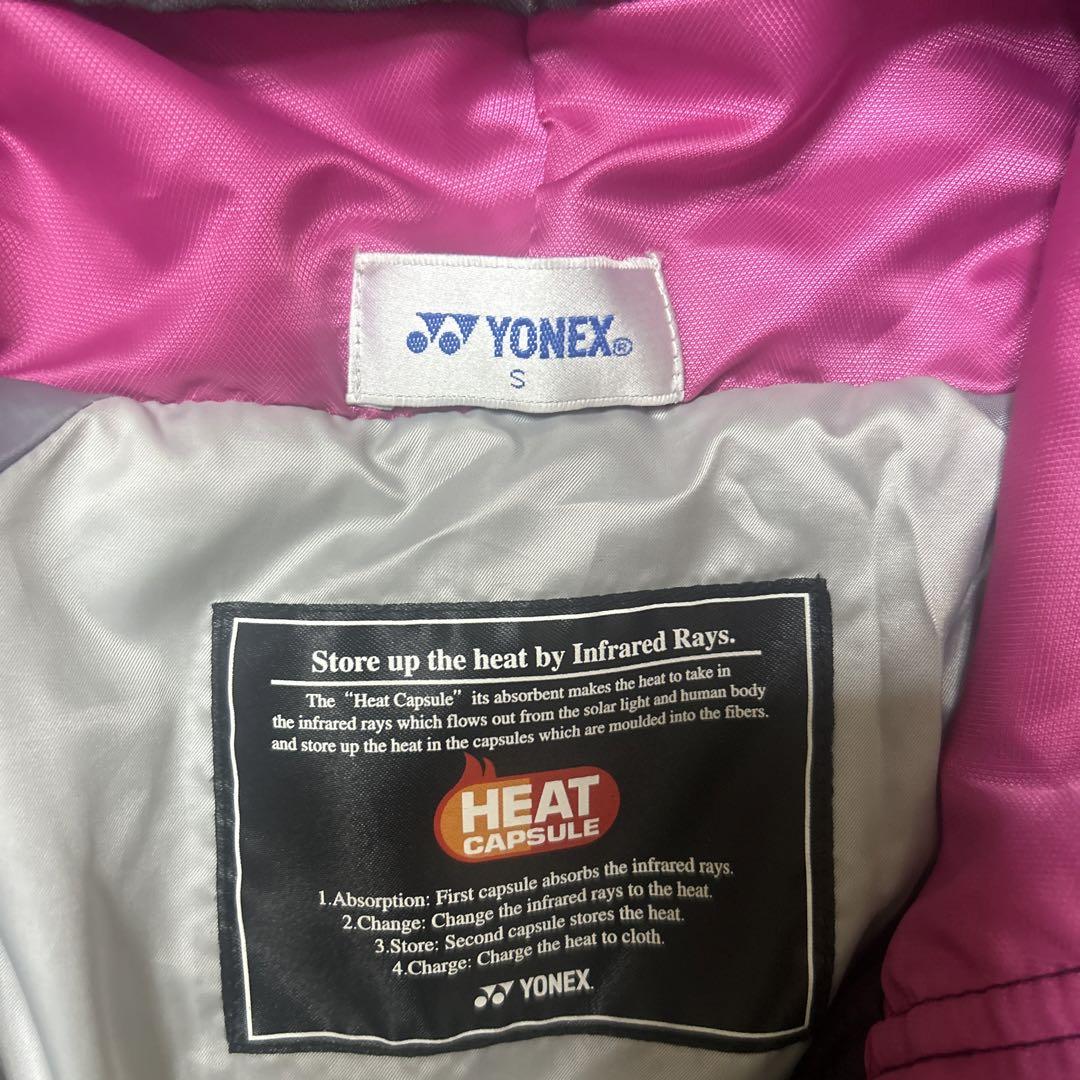 YONEX®
S
Store up the heat by Infrared Rays.
The “Heat Capsule” its absorbent makes the heat to take in
the infrared rays which flows out from the solar light and human body
and store up the heat in the capsules which are moulded into the fibers.
HEAT
CAPSULE
1.Absorption: First capsule absorbs the infrared rays.
2.Change: Change the infrared rays to the heat.
3.Store: Second capsule stores the heat.
4.Charge: Charge the heat to cloth.
YONEX.